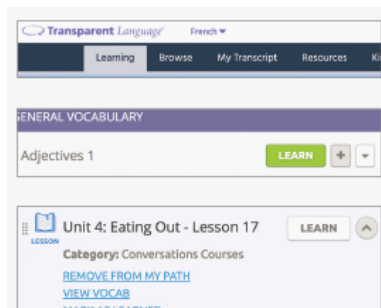 Transparent Language French
Learning Browse My Transcript Resources
GENERAL VOCABULARY
Adjectives 1 LEARN +
Unit 4: Eating Out - Lesson 17 LEARN
LESSON
Category: Conversations Courses
REMOVE FROM MY PATH
VIEW VOCAB